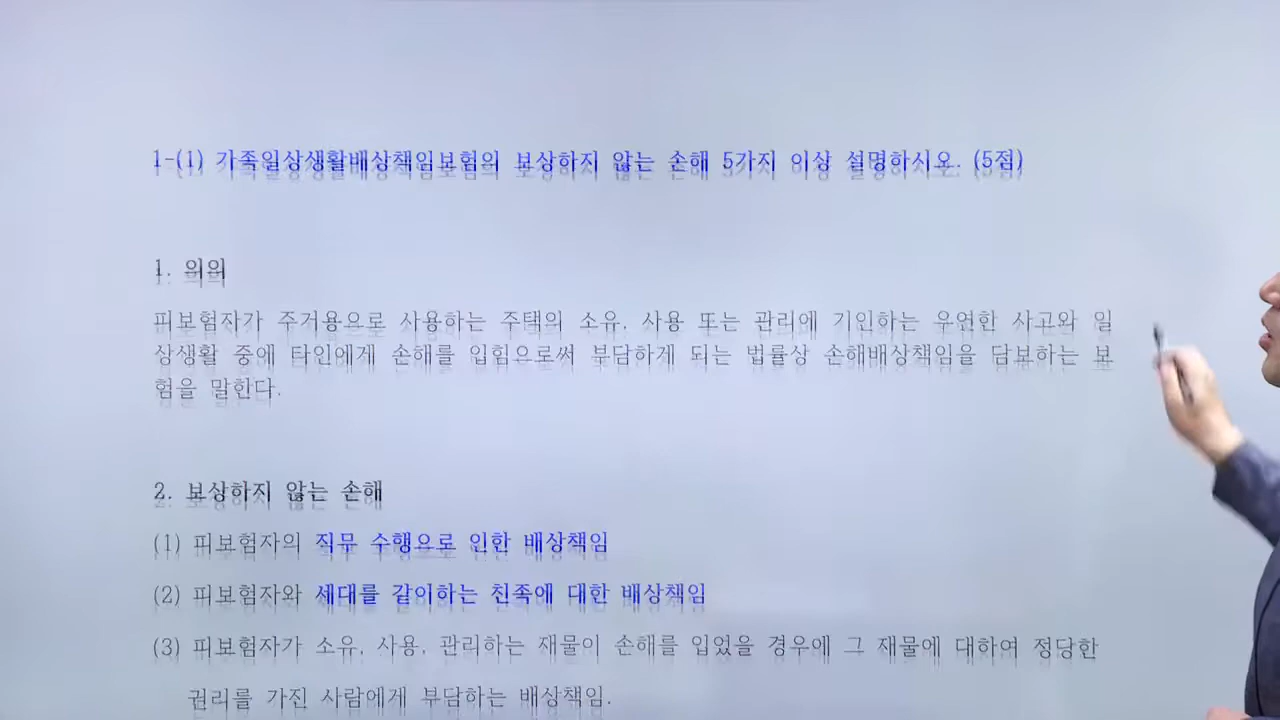 1-(1) 가족일상생활배상책임보험의 보상하지 않는 손해 5가지 이상 설명하시오. (5점)
1. 의의
피보험자가 주거용으로 사용하는 주택의 소유, 사용 또는 관리에 기인하는 우연한 사고와 일
상생활 중에 타인에게 손해를 입힘으로써 부담하게 되는 법률상 손해배상책임을 담보하는 보
험을 말한다.
2. 보상하지 않는 손해
(1) 피보험자의 직무 수행으로 인한 배상책임
(2) 피보험자와 세대를 같이하는 친족에 대한 배상책임
(3) 피보험자가 소유, 사용, 관리하는 재물이 손해를 입었을 경우에 그 재물에 대하여 정당한
권리를 가진 사람에게 부담하는 배상책임.